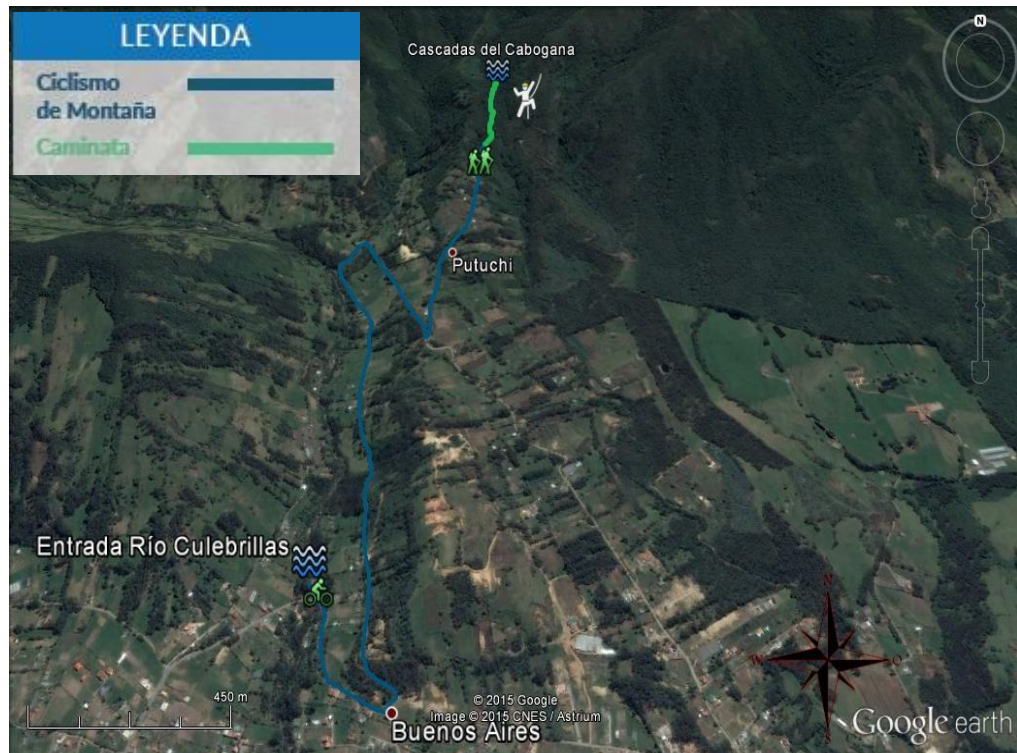 LEYENDA
Ciclismo
de Montaña
Caminata
Cascadas del Cabogana
N
Putuchi
Entrada Río Culebrillas
N
W
O
450 m
© 2015 Google
Image © 2015 CNES / Astrium
Buenos Aires
Google earth